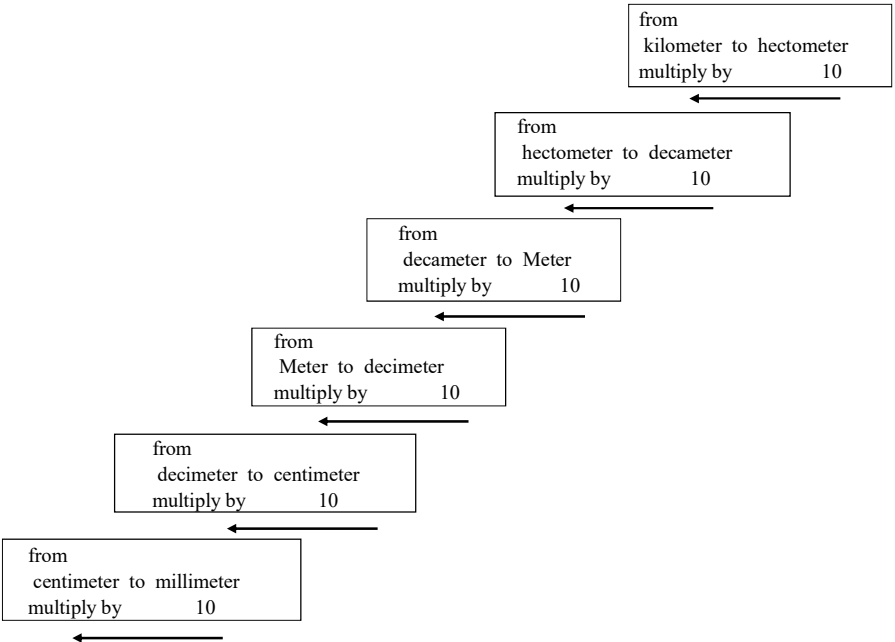 from
kilometer to hectometer
multiply by 10
from
hectometer to decameter
multiply by 10
from
decameter to Meter
multiply by 10
from
Meter to decimeter
multiply by 10
from
decimeter to centimeter
multiply by 10
from
centimeter to millimeter
multiply by 10